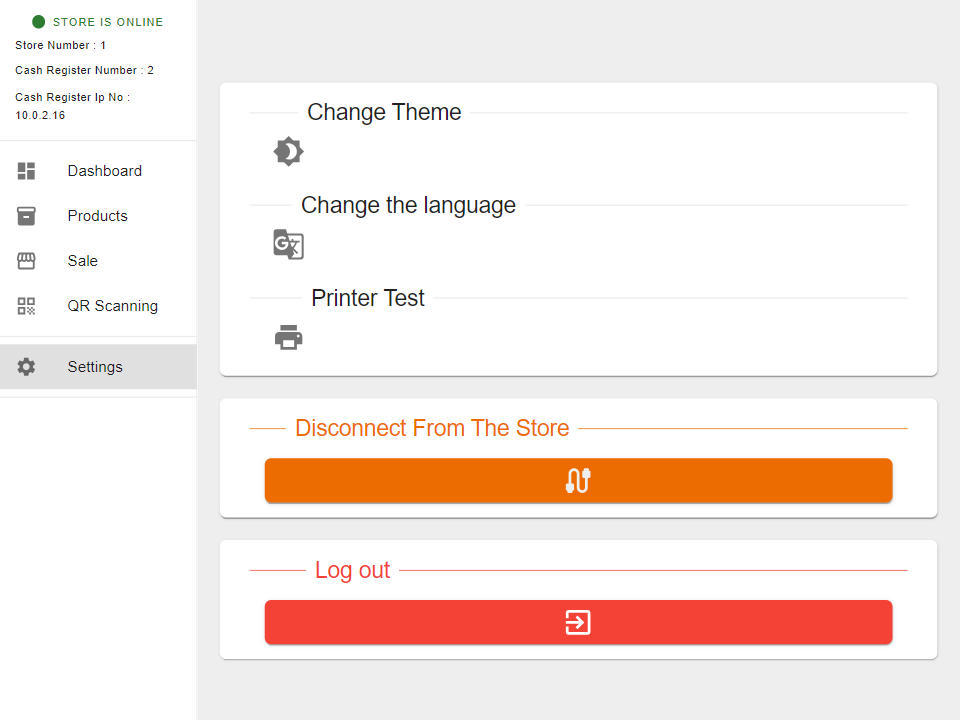 STORE IS ONLINE
Store Number : 1
Cash Register Number : 2
Cash Register Ip No :
10.0.2.16
Dashboard
Products
Sale
QR Scanning
Settings
Change Theme
Change the language
Printer Test
Disconnect From The Store
Log out